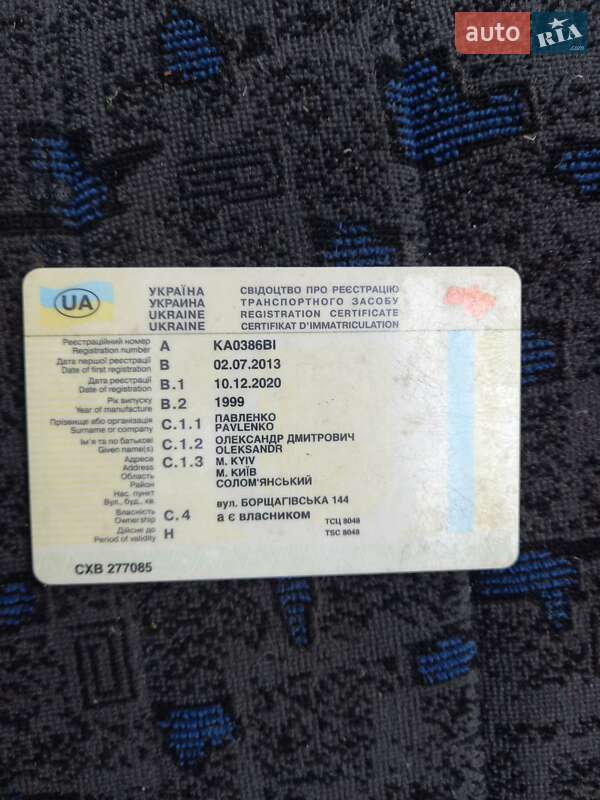 auto RIA.com
UA
УКРАЇНА СВІДОЦТВО ПРО РЕЄСТРАЦІЮ
УКРАИНА ТРАНСПОРТНОГО ЗАСОБУ
UKRAINE REGISTRATION CERTIFICATE
UKRAINE CERTIFIKAT D'IMMATRICULATION
Реєстраційний номер
Registration number A KA0386BI
Дата першої реєстрації
Date of first registration B 02.07.2013
Дата реєстрації
Date of registration B.1 10.12.2020
Рік випуску
Year of manufacture B.2 1999
Прізвище або організація C.1.1 ПАВЛЕНКО
Surname or company PAVLENKO
Ім'я та по батькові C.1.2 ОЛЕКСАНДР ДМИТРОВИЧ
Given name(s) OLEKSANDR
Адреса C.1.3 M. KYIV
Address М. КИЇВ
Область
Район СОЛОМ'ЯНСЬКИЙ
Нас. пункт
Вул., буд., кв. вул. БОРЩАГІВСЬКА 144
Власність
Ownership C.4 а є власником ТСЦ 8048
Дійсне до
Period of validity H TSC 8048
СХВ 277085